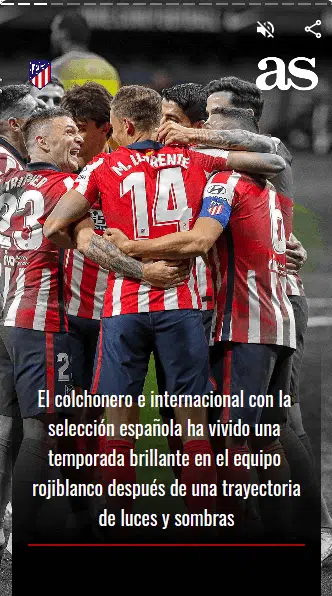 as
TRIPPIER
23
M. LLORENTE
14
El colchonero e internacional con la
selección española ha vivido una
temporada brillante en el equipo
rojiblanco después de una trayectoria
de luces y sombras